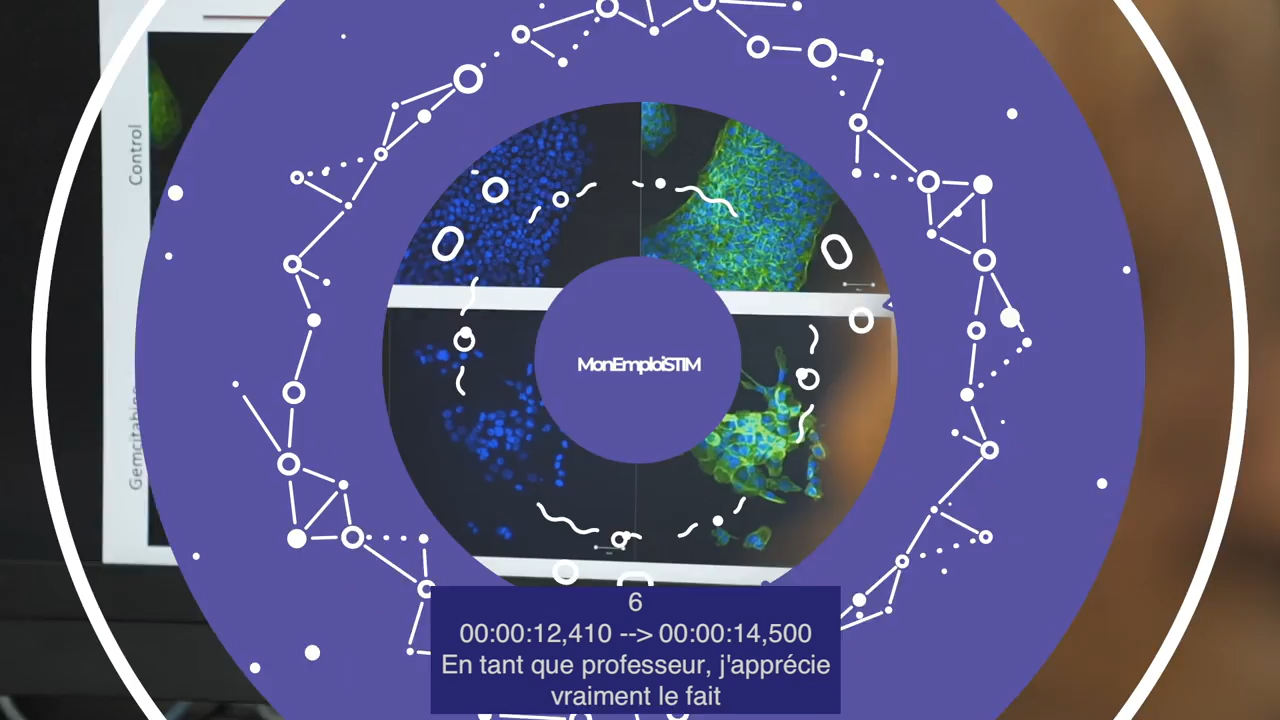 Control
Gemcitabine
MonEmploiSTIM
6
00:00:12,410 --> 00:00:14,500
En tant que professeur, j'apprécie
vraiment le fait